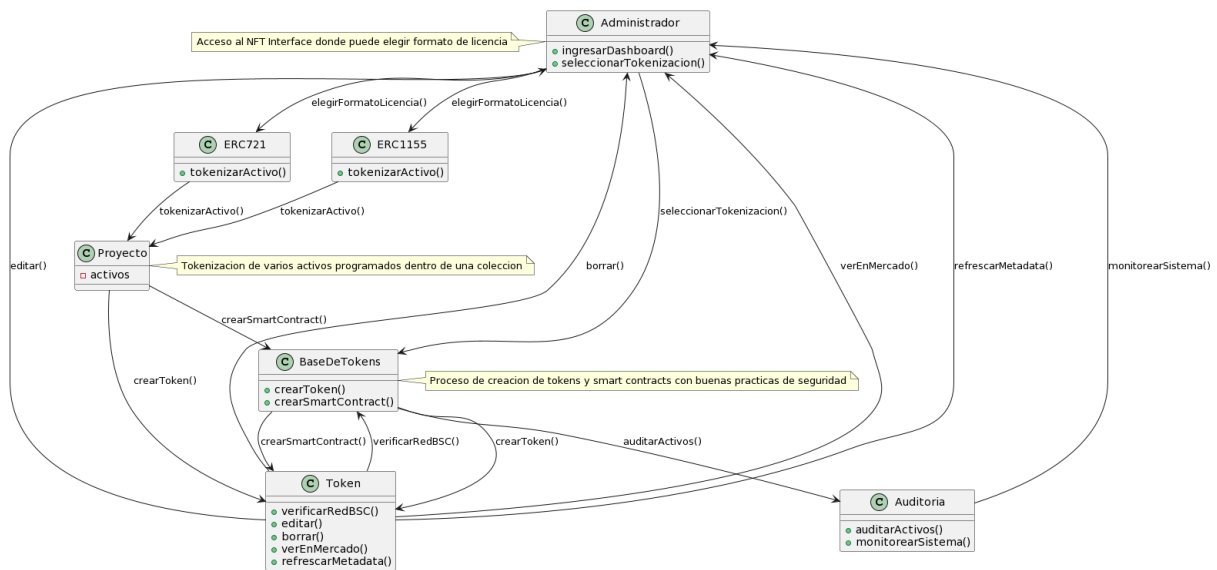 C Administrador
Acceso al NFT Interface donde puede elegir formato de licencia
ingresarDashboard()
seleccionarTokenizacion()
elegirFormatoLicencia()
elegirFormatoLicencia()
C ERC721
tokenizarActivo()
C ERC1155
tokenizarActivo()
tokenizarActivo()
tokenizarActivo()
seleccionarTokenizacion()
C Proyecto
activos
Tokenizacion de varios activos programados dentro de una coleccion
editar()
borrar()
verEnMercado()
refrescarMetadata()
monitorearSistema()
crearSmartContract()
crearToken()
C BaseDeTokens
crearToken()
crearSmartContract()
Proceso de creacion de tokens y smart contracts con buenas practicas de seguridad
crearSmartContract()
verificarRedBSC()
crearToken()
auditarActivos()
C Token
verificarRedBSC()
editar()
borrar()
verEnMercado()
refrescarMetadata()
C Auditoria
auditarActivos()
monitorearSistema()